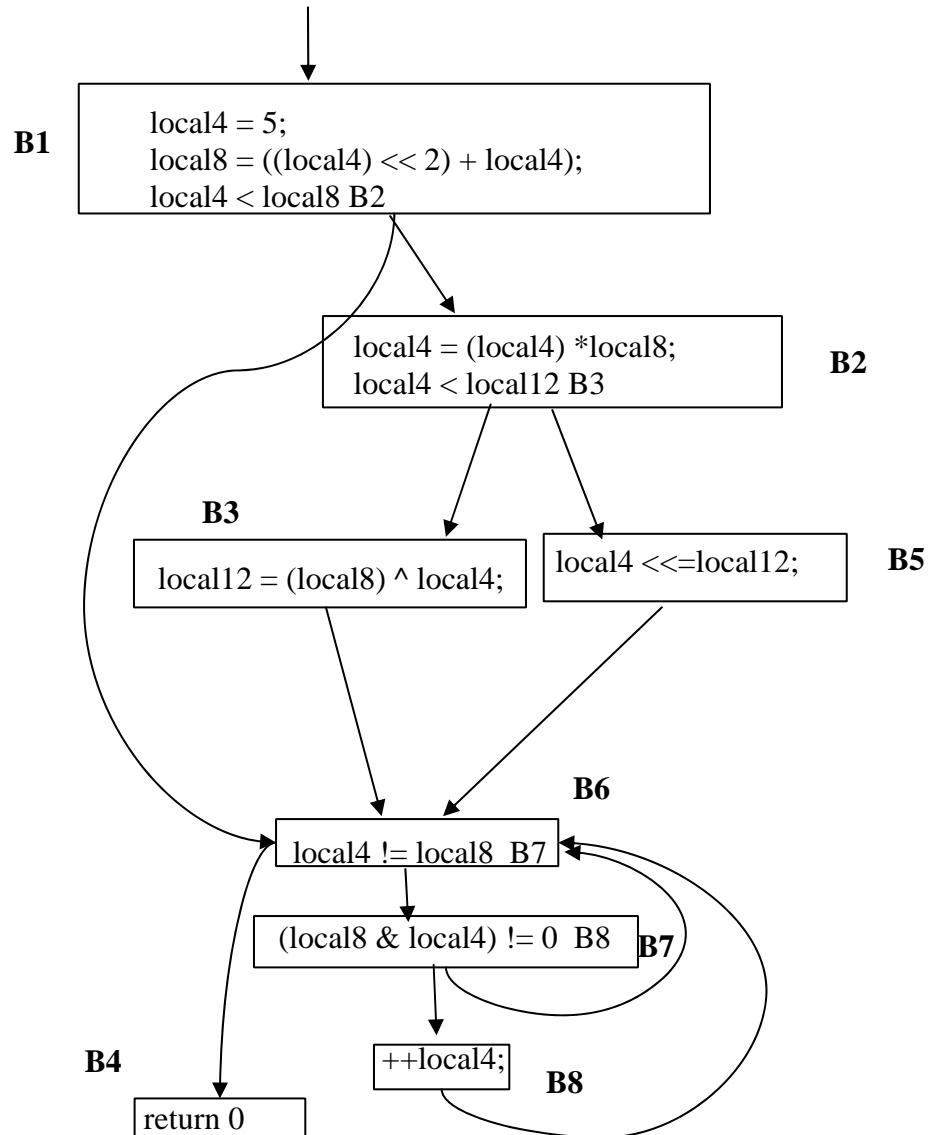 B1
local4 = 5;
local8 = ((local4) << 2) + local4);
local4 < local8 B2
local4 = (local4) *local8;
local4 < local12 B3
B2
B3
local12 = (local8) ^ local4;
local4 <<=local12;
B5
B6
local4 != local8 B7
(local8 & local4) != 0 B8
B7
++local4;
B8
B4
return 0